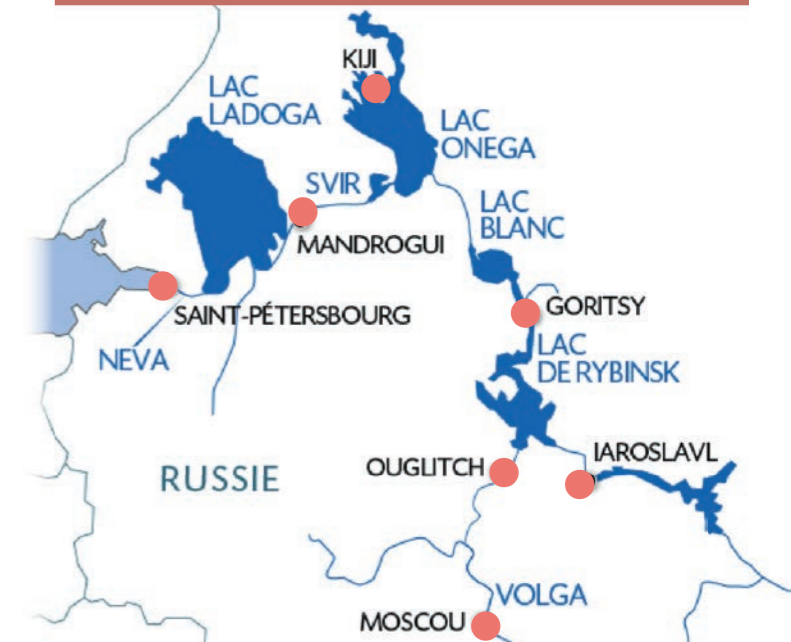 KIJI
LAC
LADOGA
LAC
ONEGA
SVIR
LAC
BLANC
MANDROGUI
GORITSY
SAINT-PÉTERSBOURG
NEVA
LAC
DE RYBINSK
IAROSLAVL
OUGLITCH
RUSSIE
VOLGA
MOSCOU